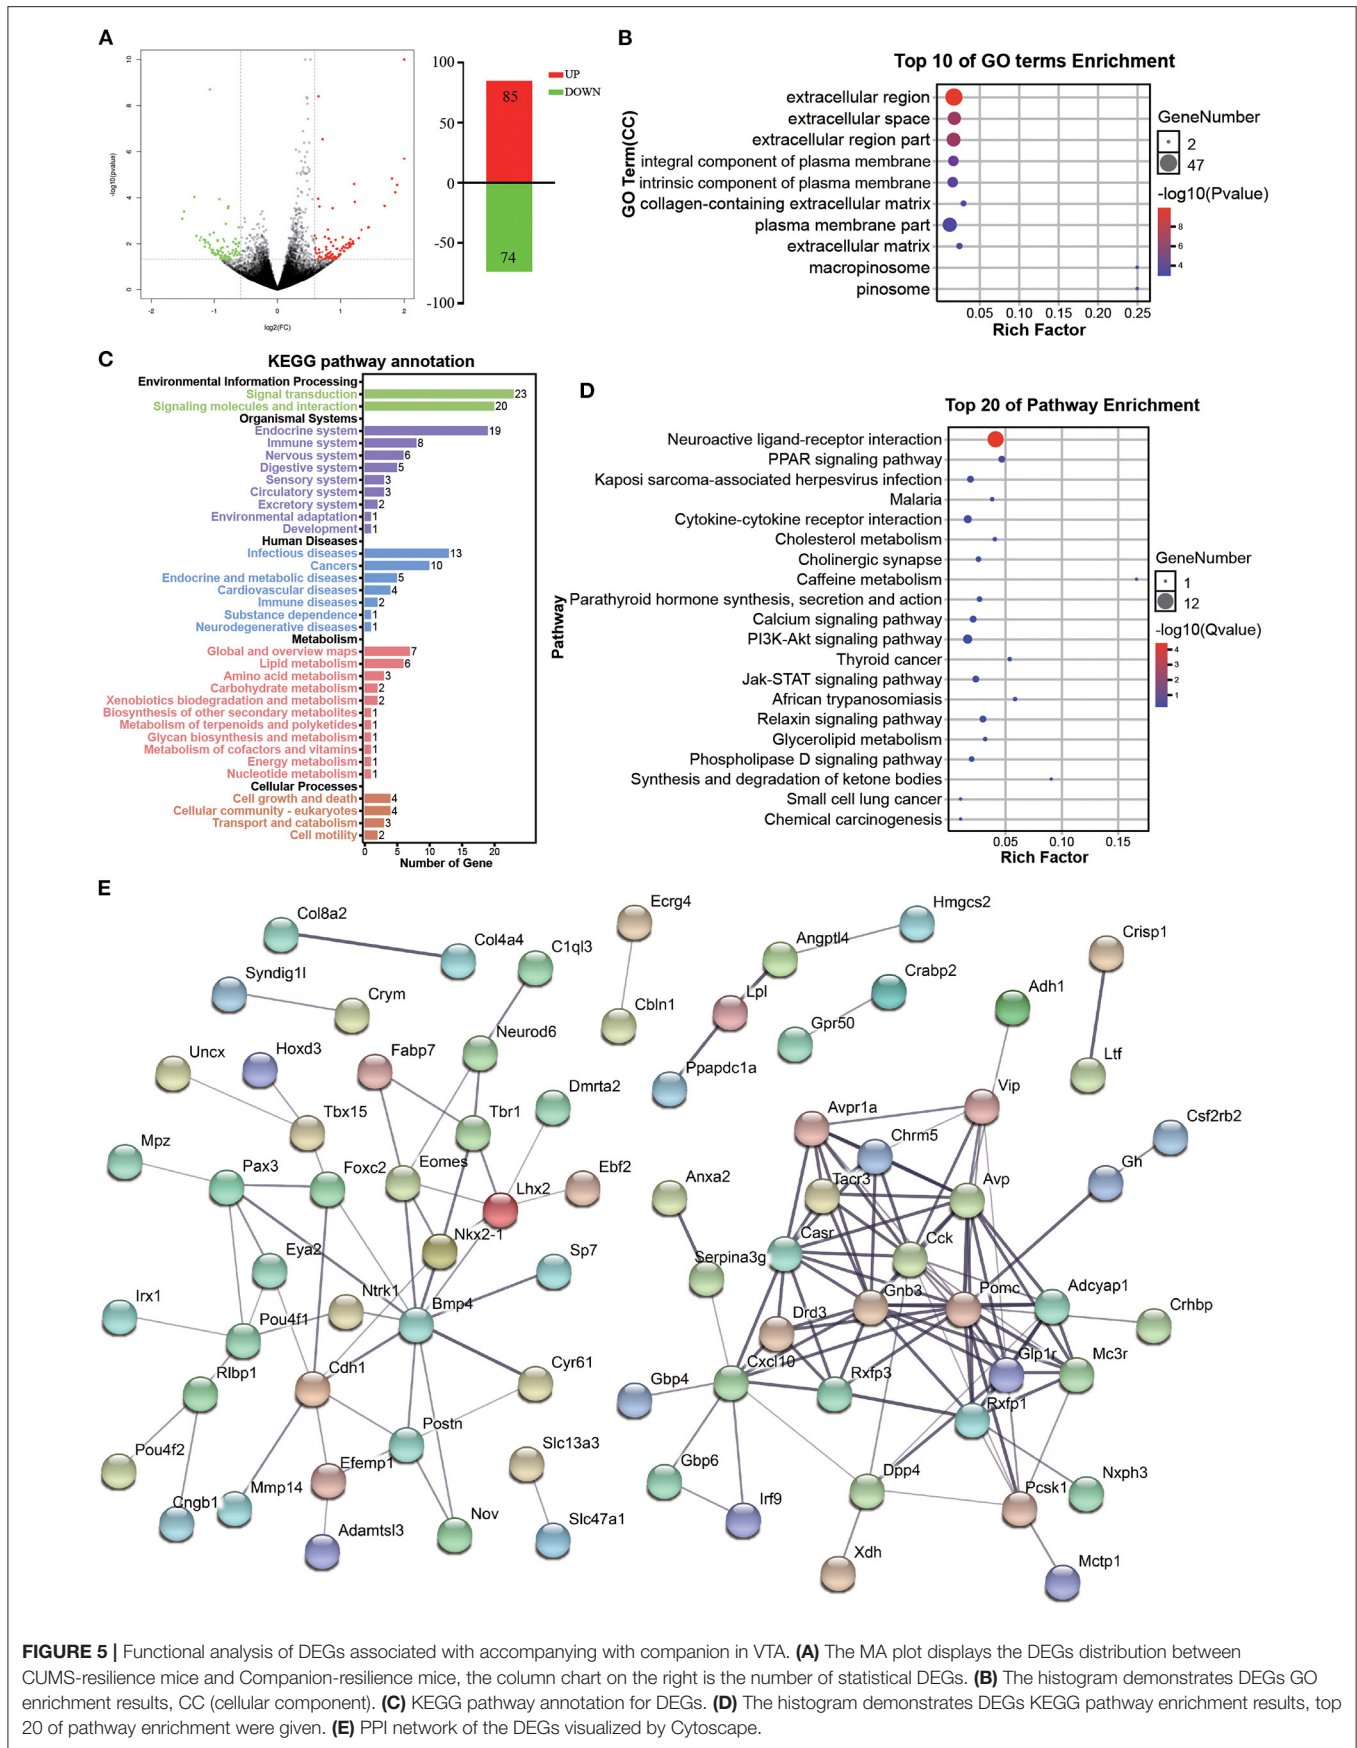 A
10
8
6
4
2
0
-log10(pvalue)
-2
-1
0
1
2
log2(FC)
100
50
0
-50
-100
85
74
UP
DOWN
B
Top 10 of GO terms Enrichment
GO Term(CC)
extracellular region
extracellular space
extracellular region part
integral component of plasma membrane
intrinsic component of plasma membrane
collagen-containing extracellular matrix
plasma membrane part
extracellular matrix
macropinosome
pinosome
0.05 0.10 0.15 0.20 0.25
Rich Factor
GeneNumber
2
47
-log10(Pvalue)
8
6
4
C
KEGG pathway annotation
Environmental Information Processing
Signal transduction 23
Signaling molecules and interaction 20
Organismal Systems
Endocrine system 19
Immune system 8
Nervous system 6
Digestive system 5
Sensory system 3
Circulatory system 3
Excretory system 2
Environmental adaptation 1
Development 1
Human Diseases
Infectious diseases 13
Cancers 10
Endocrine and metabolic diseases 5
Cardiovascular diseases 4
Immune diseases 2
Substance dependence 1
Neurodegenerative diseases 1
Metabolism
Global and overview maps 7
Lipid metabolism 6
Amino acid metabolism 3
Carbohydrate metabolism 2
Xenobiotics biodegradation and metabolism 2
Biosynthesis of other secondary metabolites 1
Metabolism of terpenoids and polyketides 1
Glycan biosynthesis and metabolism 1
Metabolism of cofactors and vitamins 1
Energy metabolism 1
Nucleotide metabolism 1
Cellular Processes
Cell growth and death 4
Cellular community - eukaryotes 4
Transport and catabolism 3
Cell motility 2
0 5 10 15 20
Number of Gene
D
Top 20 of Pathway Enrichment
Pathway
Neuroactive ligand-receptor interaction
PPAR signaling pathway
Kaposi sarcoma-associated herpesvirus infection
Malaria
Cytokine-cytokine receptor interaction
Cholesterol metabolism
Cholinergic synapse
Caffeine metabolism
Parathyroid hormone synthesis, secretion and action
Calcium signaling pathway
PI3K-Akt signaling pathway
Thyroid cancer
Jak-STAT signaling pathway
African trypanosomiasis
Relaxin signaling pathway
Glycerolipid metabolism
Phospholipase D signaling pathway
Synthesis and degradation of ketone bodies
Small cell lung cancer
Chemical carcinogenesis
0.05 0.10 0.15
Rich Factor
GeneNumber
1
12
-log10(Qvalue)
4
3
2
1
E
Col8a2
Col4a4
C1ql3
Syndig1l
Crym
Ecrg4
Cbln1
Neurod6
Uncx
Hoxd3
Fabp7
Dmrta2
Tbx15
Tbr1
Mpz
Pax3
Foxc2
Eomes
Lhx2
Ebf2
Nkx2-1
Eya2
Sp7
Ntrk1
Bmp4
Irx1
Pou4f1
Cdh1
Cyr61
Rlbp1
Postn
Pou4f2
Efemp1
Slc13a3
Cngb1
Mmp14
Nov
Adamtsl3
Slc47a1
Hmgcs2
Angptl4
Crisp1
Crabp2
Lpl
Adh1
Gpr50
Ltf
Ppapdc1a
Vip
Avpr1a
Chrm5
Csf2rb2
Gh
Anxa2
Tacr3
Avp
Casr
Cck
Serpina3g
Gnb3
Pomc
Adcyap1
Crhbp
Drd3
Glp1r
Mc3r
Cxcl10
Rxfp3
Gbp4
Rxfp1
Gbp6
Dpp4
Pcsk1
Nxph3
Irf9
Xdh
Mctp1
FIGURE 5 | Functional analysis of DEGs associated with accompanying with companion in VTA. (A) The MA plot displays the DEGs distribution between
CUMS-resilience mice and Companion-resilience mice, the column chart on the right is the number of statistical DEGs. (B) The histogram demonstrates DEGs GO
enrichment results, CC (cellular component). (C) KEGG pathway annotation for DEGs. (D) The histogram demonstrates DEGs KEGG pathway enrichment results, top
20 of pathway enrichment were given. (E) PPI network of the DEGs visualized by Cytoscape.